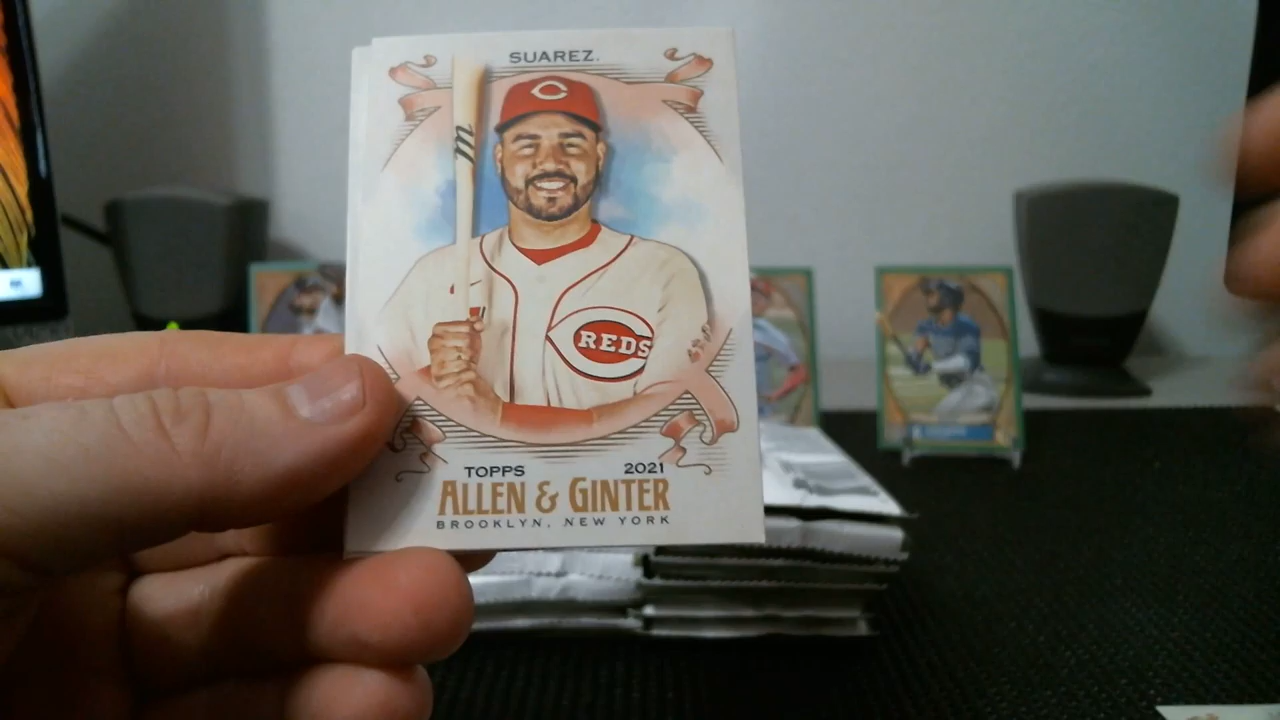 SUAREZ.
m
REDS
TOPPS 2021
ALLEN & GINTER
BROOKLYN, NEW YORK